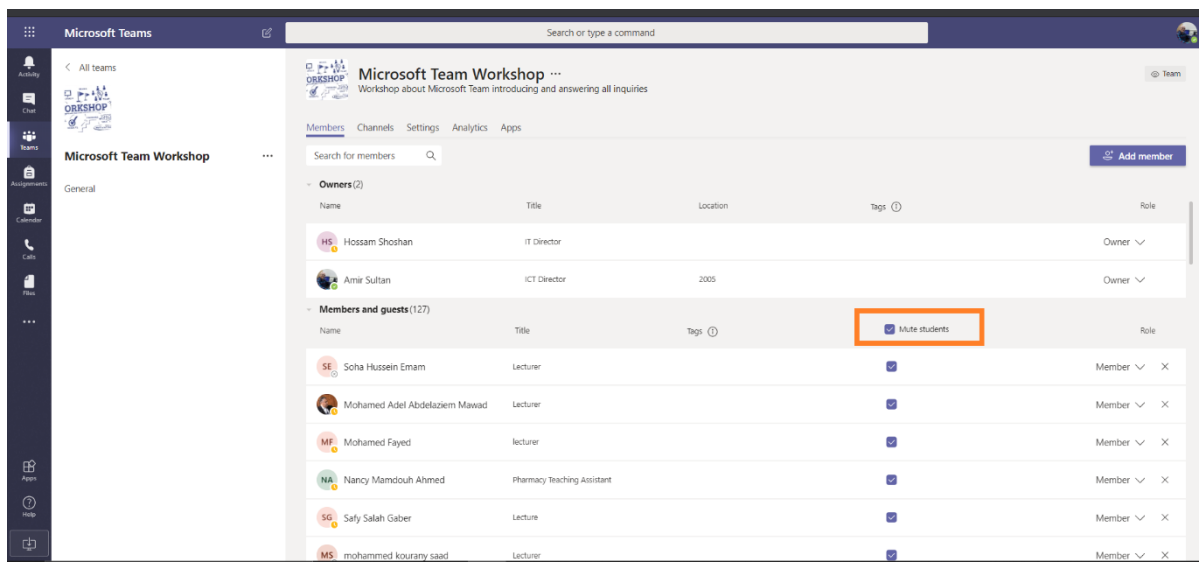 Microsoft Teams
Search or type a command
Activity
Chat
Teams
Assignments
Calendar
Calls
Files
Apps
Help
All teams
ORKSHOP
Microsoft Team Workshop ...
General
ORKSHOP
Microsoft Team Workshop ...
Workshop about Microsoft Team introducing and answering all inquiries
Team
Members Channels Settings Analytics Apps
Search for members
Add member
Owners (2)
Name Title Location Tags Role
HS Hossam Shoshan IT Director Owner
Amir Sultan ICT Director 2005 Owner
Members and guests (127)
Name Title Tags Mute students Role
SE Soha Hussein Emam Lecturer Member
Mohamed Adel Abdelaziem Mawad Lecturer Member
MF Mohamed Fayed lecturer Member
NA Nancy Mamdouh Ahmed Pharmacy Teaching Assistant Member
SG Safy Salah Gaber Lecture Member
MS mohammed kourany saad Lecturer Member